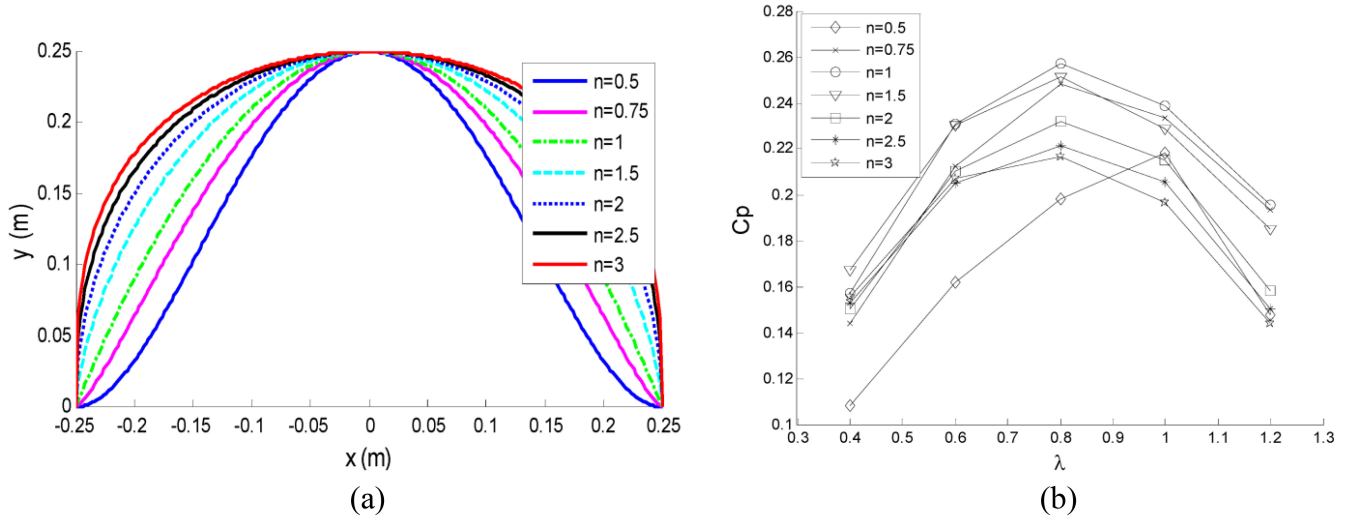 0.25
0.2
0.15
0.1
0.05
0
y (m)
-0.25 -0.2 -0.15 -0.1 -0.05 0 0.05 0.1 0.15 0.2 0.25
x (m)
n=0.5
n=0.75
n=1
n=1.5
n=2
n=2.5
n=3
(a)
0.28
0.26
0.24
0.22
0.2
0.18
0.16
0.14
0.12
0.1
Cp
0.3 0.4 0.5 0.6 0.7 0.8 0.9 1 1.1 1.2 1.3
λ
n=0.5
n=0.75
n=1
n=1.5
n=2
n=2.5
n=3
(b)